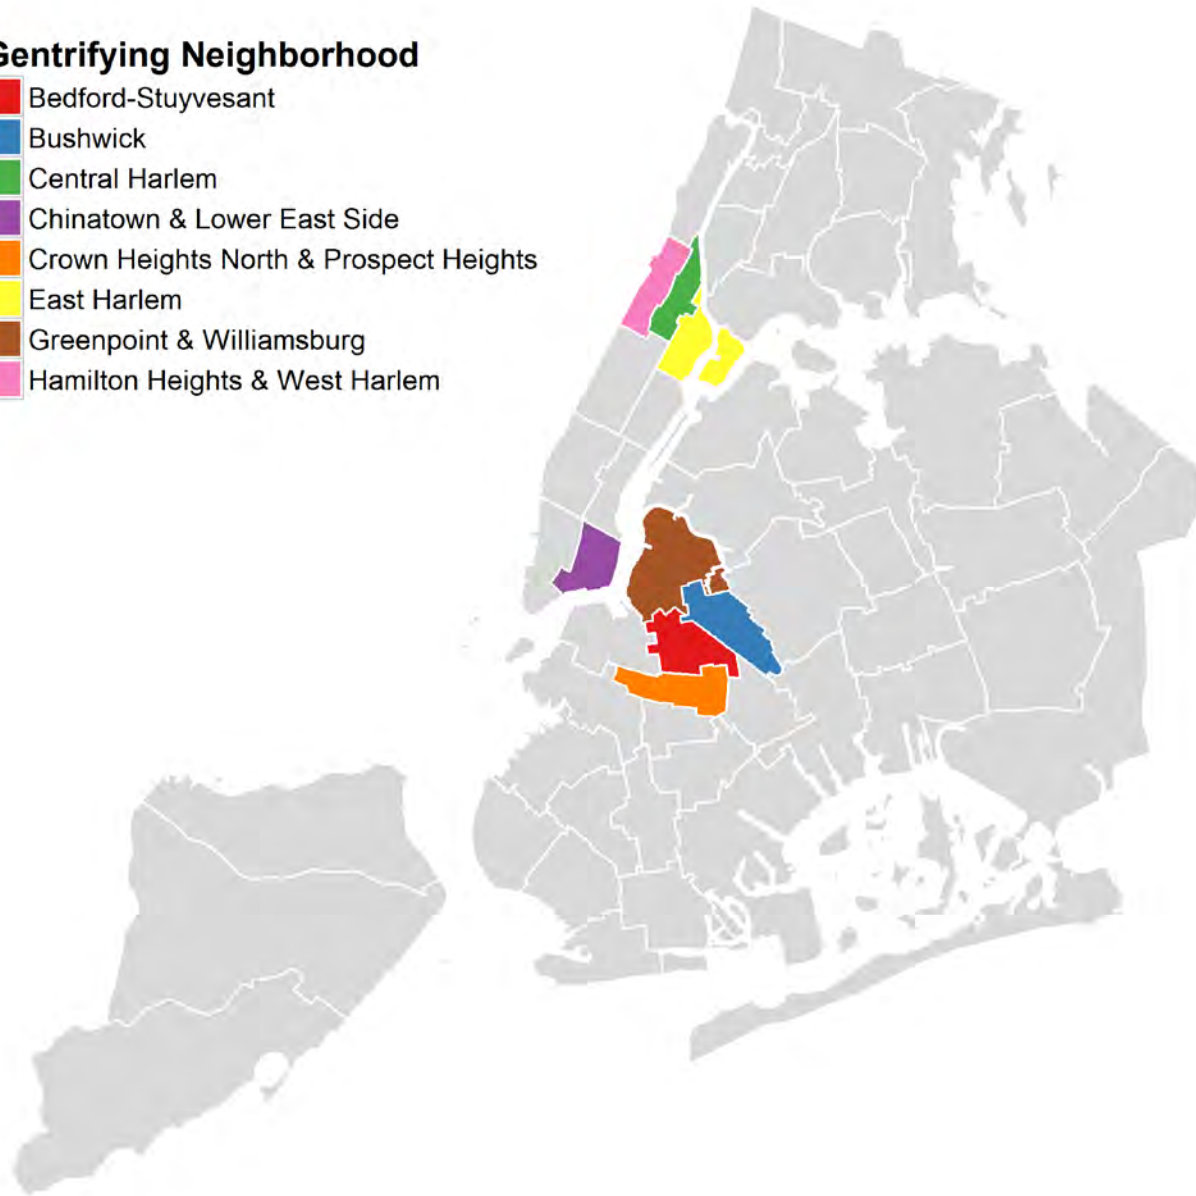 Gentrifying Neighborhood
Bedford-Stuyvesant
Bushwick
Central Harlem
Chinatown & Lower East Side
Crown Heights North & Prospect Heights
East Harlem
Greenpoint & Williamsburg
Hamilton Heights & West Harlem